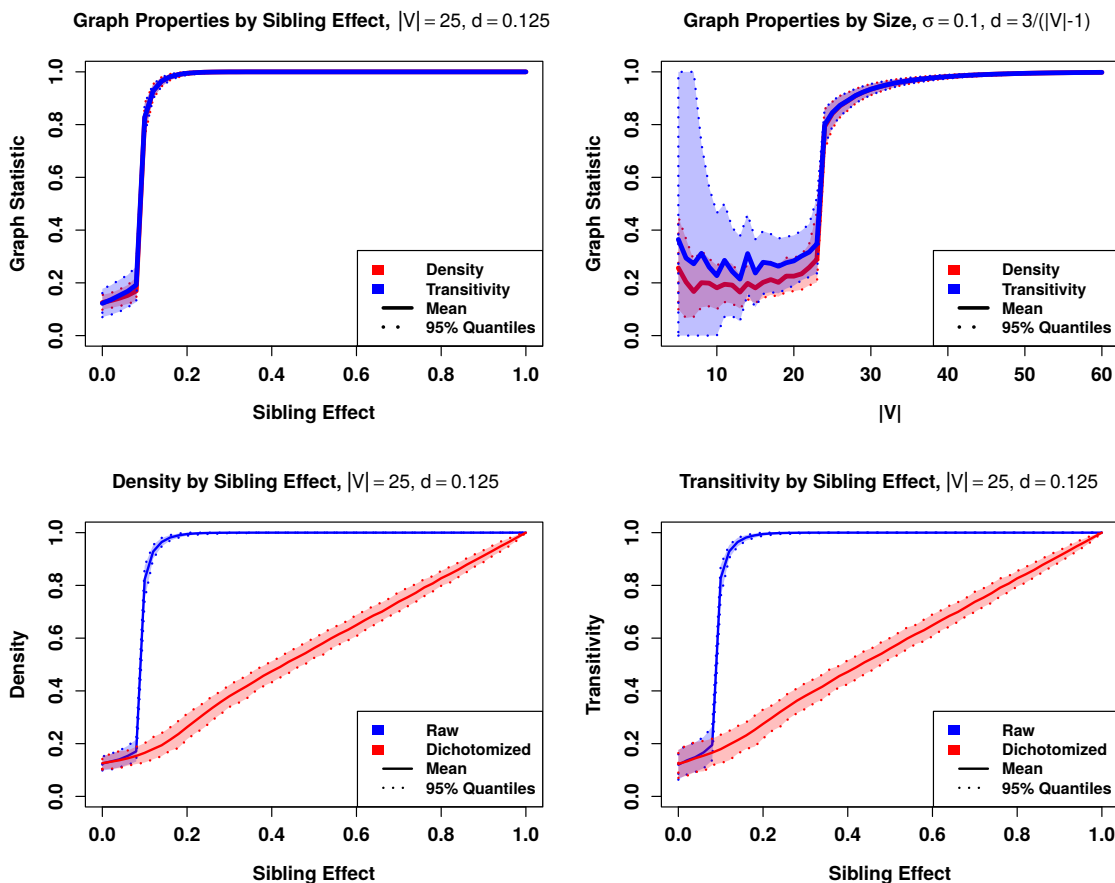 Graph Properties by Sibling Effect, |V| = 25, d = 0.125
Graph Statistic
1.0
0.8
0.6
0.4
0.2
0.0
Density
Transitivity
Mean
95% Quantiles
0.0 0.2 0.4 0.6 0.8 1.0
Sibling Effect
Graph Properties by Size, σ = 0.1, d = 3/(|V|-1)
Graph Statistic
1.0
0.8
0.6
0.4
0.2
0.0
Density
Transitivity
Mean
95% Quantiles
10 20 30 40 50 60
|V|
Density by Sibling Effect, |V| = 25, d = 0.125
Density
1.0
0.8
0.6
0.4
0.2
0.0
Raw
Dichotomized
Mean
95% Quantiles
0.0 0.2 0.4 0.6 0.8 1.0
Sibling Effect
Transitivity by Sibling Effect, |V| = 25, d = 0.125
Transitivity
1.0
0.8
0.6
0.4
0.2
0.0
Raw
Dichotomized
Mean
95% Quantiles
0.0 0.2 0.4 0.6 0.8 1.0
Sibling Effect